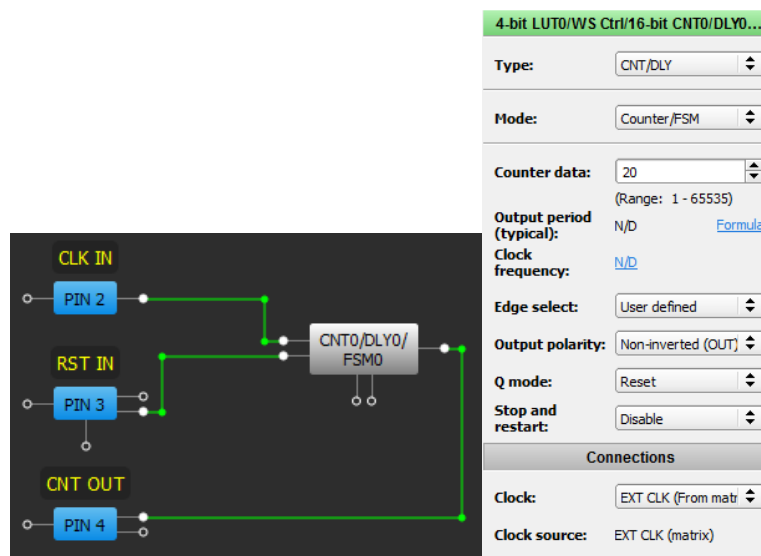 4-bit LUT0/WS Ctrl/16-bit CNT0/DLY0...
Type: CNT/DLY
Mode: Counter/FSM
Counter data: 20
(Range: 1 - 65535)
Output period
(typical): N/D Formula
Clock
frequency: N/D
Edge select: User defined
Output polarity: Non-inverted (OUT)
Q mode: Reset
Stop and
restart: Disable
Connections
Clock: EXT CLK (From matr
Clock source: EXT CLK (matrix)
CLK IN
PIN 2
CNT0/DLY0/
FSM0
RST IN
PIN 3
CNT OUT
PIN 4